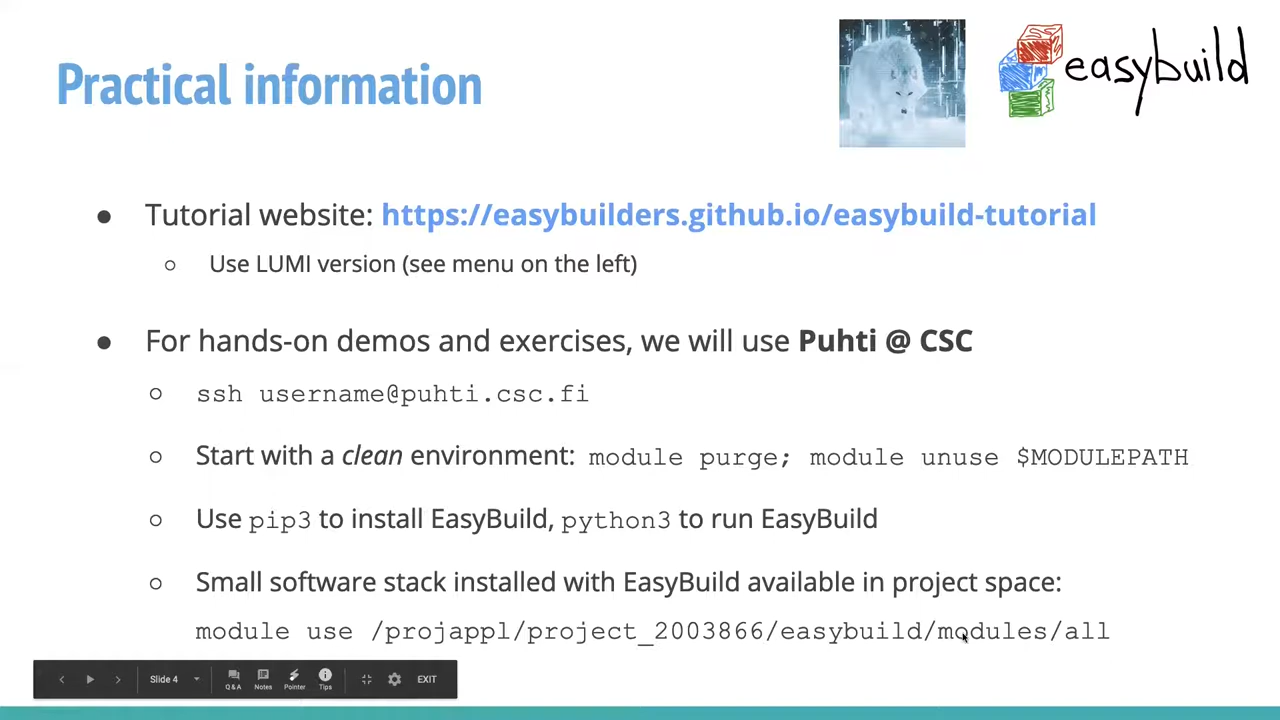 Practical information
easybuild
● Tutorial website: https://easybuilders.github.io/easybuild-tutorial
○ Use LUMI version (see menu on the left)
● For hands-on demos and exercises, we will use Puhti @ CSC
○ ssh username@puhti.csc.fi
○ Start with a clean environment: module purge; module unuse $MODULEPATH
○ Use pip3 to install EasyBuild, python3 to run EasyBuild
○ Small software stack installed with EasyBuild available in project space:
module use /projappl/project_2003866/easybuild/modules/all
Slide 4
Q&A Notes Pointer Tips
EXIT